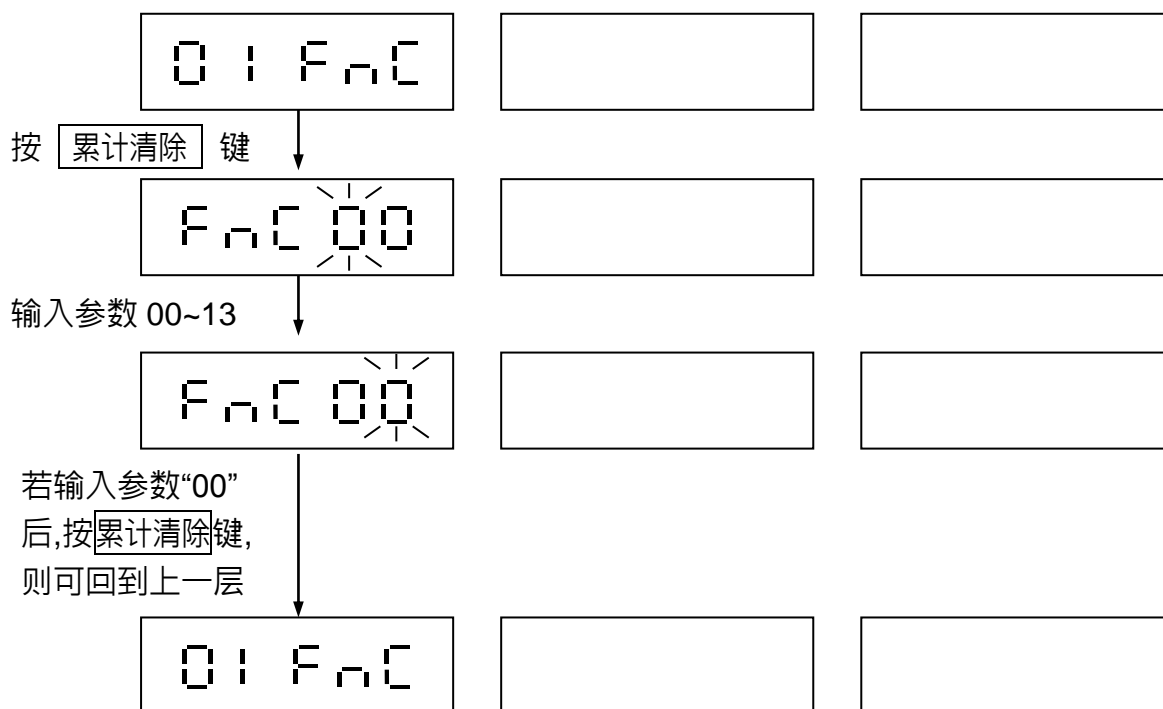 01 FnC
按 累计清除 键
FnC 00
输入参数 00~13
FnC 00
若输入参数“00”
后,按累计清除键,
则可回到上一层
01 FnC